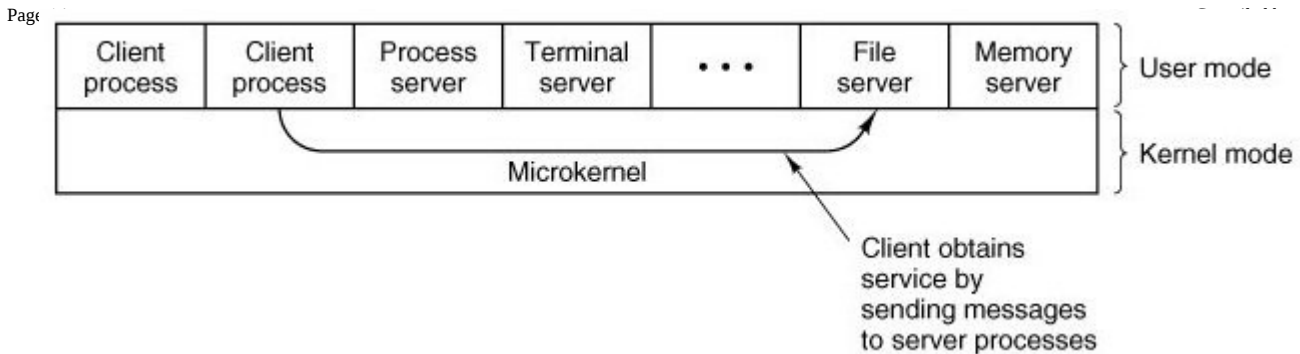 Page
Client process
Client process
Process server
Terminal server
• • •
File server
Memory server
User mode
Microkernel
Kernel mode
Client obtains
service by
sending messages
to server processes